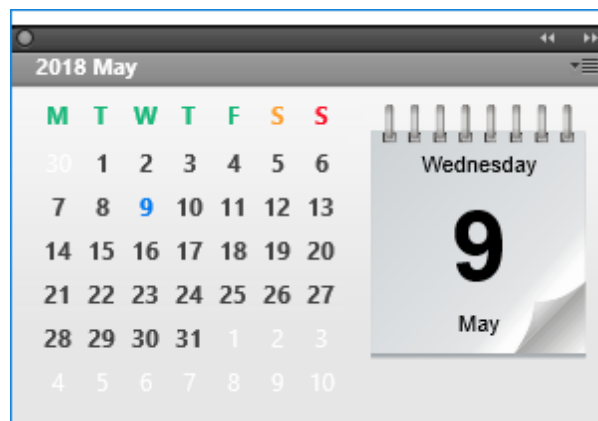 2018 May
M T W T F S S
30 1 2 3 4 5 6
7 8 9 10 11 12 13
14 15 16 17 18 19 20
21 22 23 24 25 26 27
28 29 30 31 1 2 3
4 5 6 7 8 9 10
Wednesday
9
May